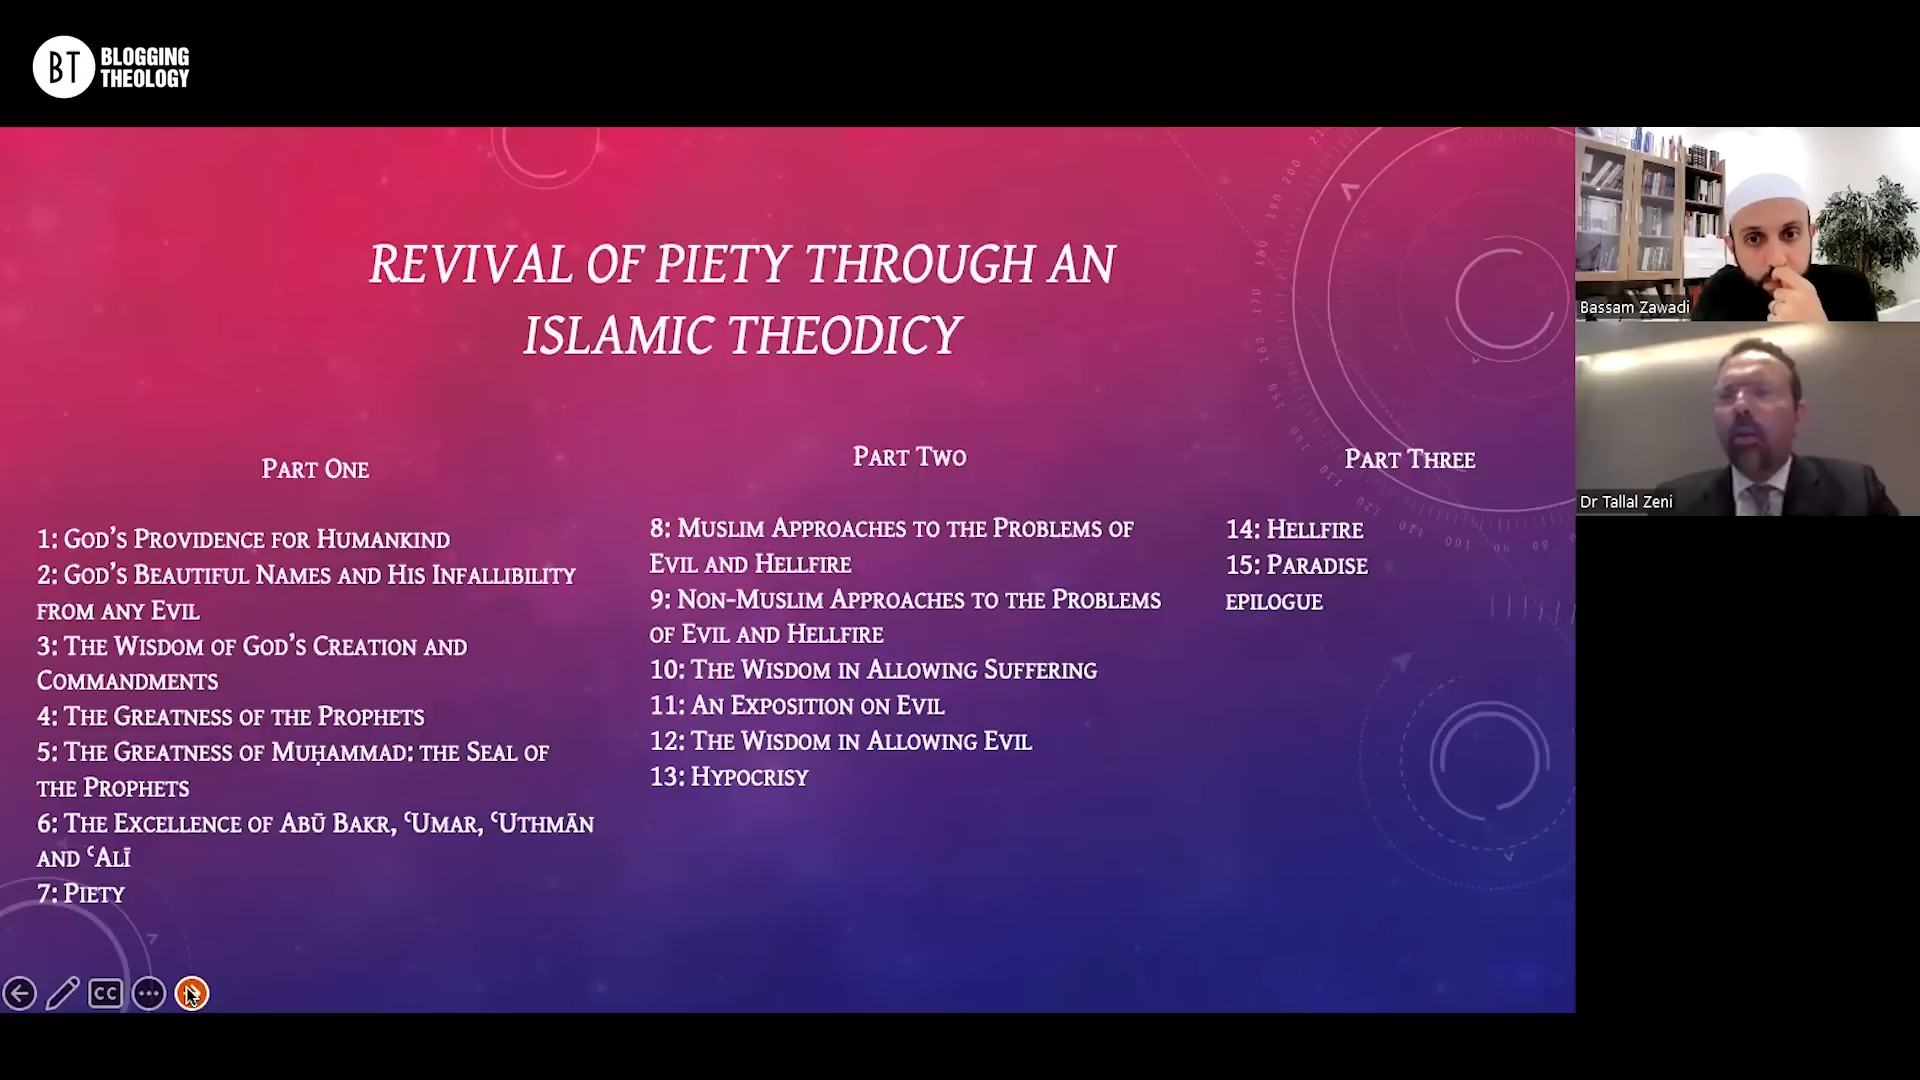 BT BLOGGING
THEOLOGY
REVIVAL OF PIETY THROUGH AN
ISLAMIC THEODICY
PART ONE
1: GOD'S PROVIDENCE FOR HUMANKIND
2: GOD'S BEAUTIFUL NAMES AND HIS INFALLIBILITY
FROM ANY EVIL
3: THE WISDOM OF GOD'S CREATION AND
COMMANDMENTS
4: THE GREATNESS OF THE PROPHETS
5: THE GREATNESS OF MUḤAMMAD: THE SEAL OF
THE PROPHETS
6: THE EXCELLENCE OF ABŪ BAKR, ʿUMAR, ʿUTHMĀN
AND ʿALĪ
7: PIETY
PART TWO
8: MUSLIM APPROACHES TO THE PROBLEMS OF
EVIL AND HELLFIRE
9: NON-MUSLIM APPROACHES TO THE PROBLEMS
OF EVIL AND HELLFIRE
10: THE WISDOM IN ALLOWING SUFFERING
11: AN EXPOSITION ON EVIL
12: THE WISDOM IN ALLOWING EVIL
13: HYPOCRISY
PART THREE
14: HELLFIRE
15: PARADISE
EPILOGUE
Bassam Zawadi
Dr Tallal Zeni
CC